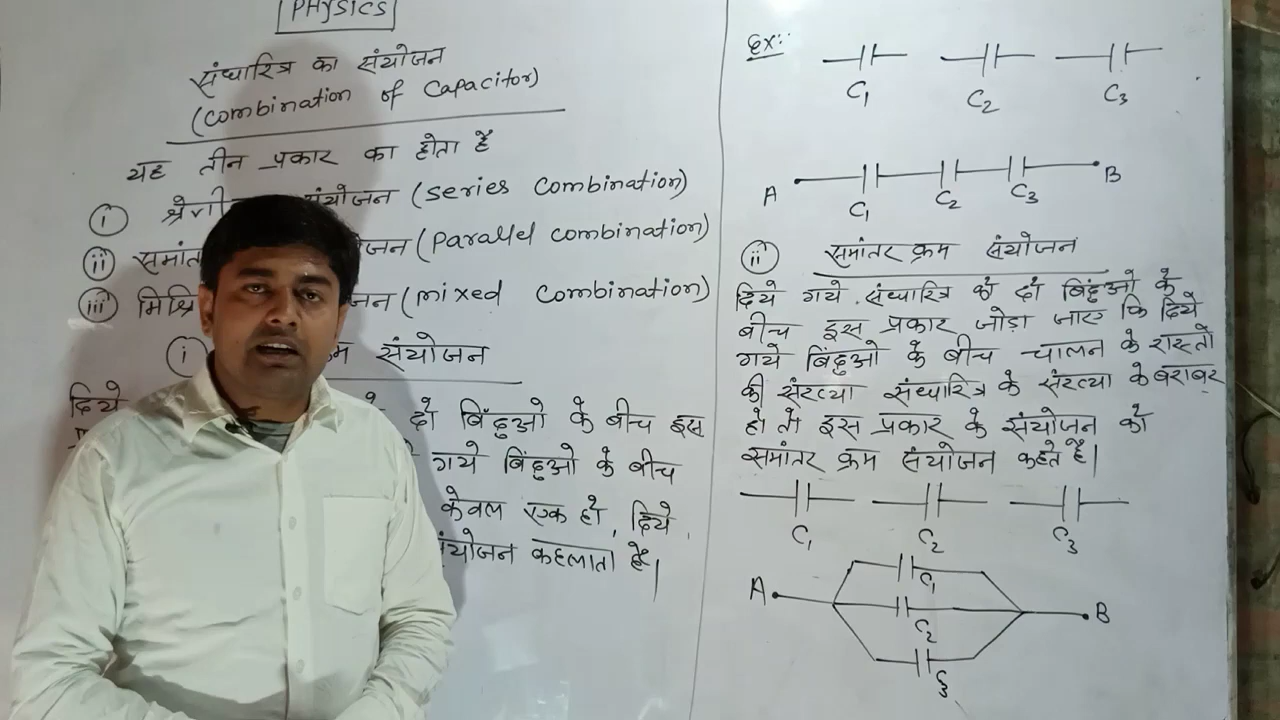 PHYSICS
संधारित्र का संयोजन
(Combination of Capacitor)
यह तीन प्रकार का होता है
(i) श्रेणी संयोजन (series Combination)
(ii) समांत जन (parallel combination)
(iii) मिश्रि जन (mixed combination)
(i) म संयोजन
दिये दो बिंदुओ के बीच इस
गये बिंदुओ के बीच
केवल एक हो, दिये
संयोजन कहलाता है।
Ex:-
C1 C2 C3
A C1 C2 C3 B
(ii) समांतर क्रम संयोजन
दिये गये संधारित्र को दो बिंदुओ के
बीच इस प्रकार जोड़ा जाए कि दिये
गये बिंदुओ के बीच चालन के रास्तो
की संख्या संधारित्र के संख्या के बराबर
हो तो इस प्रकार के संयोजन को
समांतर क्रम संयोजन कहते है।
C1 C2 C3
A C1 B
C2
C3